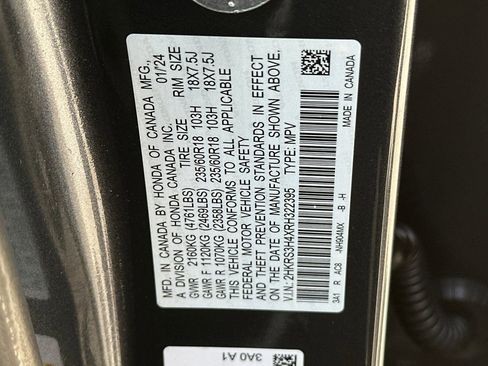 MFD. IN CANADA BY HONDA OF CANADA MFG.,
A DIVISION OF HONDA CANADA INC. 01/24
TIRE SIZE RIM SIZE
GVWR 2160KG (4761LBS)
GAWR F 1120KG (2469LBS) 235/60R18 103H 18X7.5J
GAWR R 1070KG (2358LBS) 235/60R18 103H 18X7.5J
THIS VEHICLE CONFORMS TO ALL APPLICABLE
FEDERAL MOTOR VEHICLE SAFETY
AND THEFT PREVENTION STANDARDS IN EFFECT
ON THE DATE OF MANUFACTURE SHOWN ABOVE.
V.I.N.: 2HKRS3H4XRH322395 TYPE: MPV
3A1 R AC8 -NH904MX -B -H
MADE IN CANADA
3A0 A1